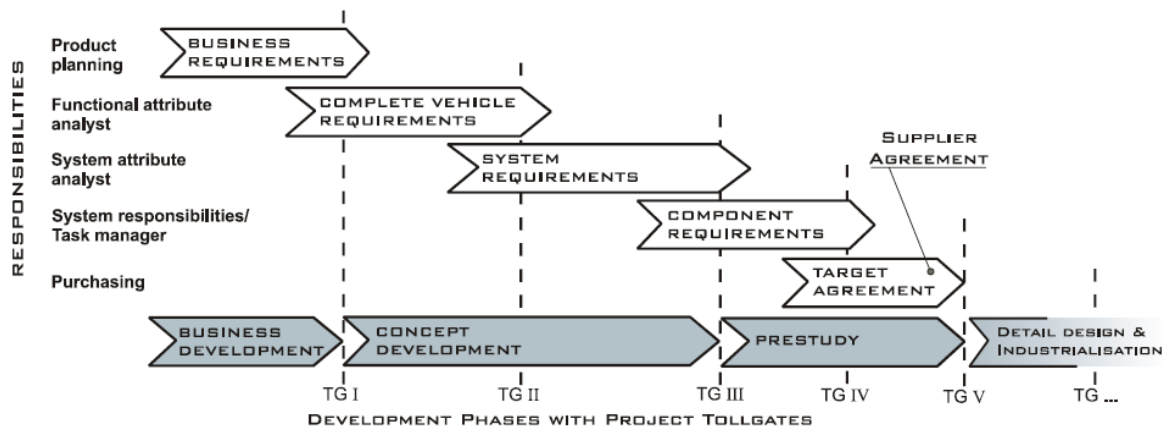 RESPONSIBILITIES
Product
planning
BUSINESS
REQUIREMENTS
Functional attribute
analyst
COMPLETE VEHICLE
REQUIREMENTS
System attribute
analyst
SYSTEM
REQUIREMENTS
SUPPLIER
AGREEMENT
System responsibilities/
Task manager
COMPONENT
REQUIREMENTS
Purchasing
TARGET
AGREEMENT
BUSINESS
DEVELOPMENT
CONCEPT
DEVELOPMENT
PRESTUDY
DETAIL DESIGN &
INDUSTRIALISATION
TG I
TG II
TG III
TG IV
TG V
TG ...
DEVELOPMENT PHASES WITH PROJECT TOLLGATES